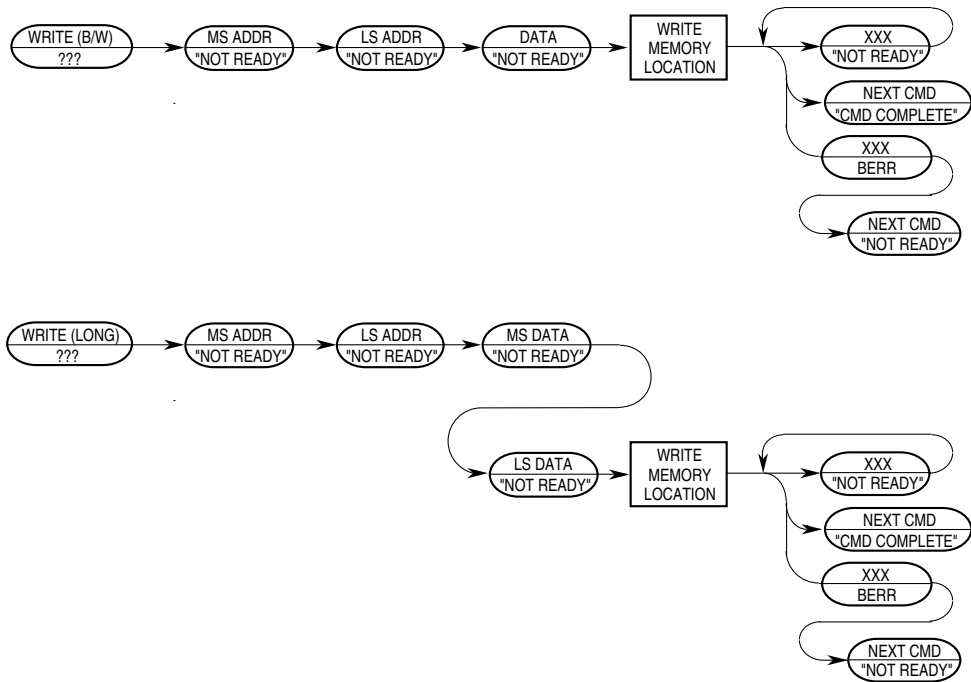 WRITE (B/W)
???
MS ADDR
"NOT READY"
LS ADDR
"NOT READY"
DATA
"NOT READY"
WRITE
MEMORY
LOCATION
XXX
"NOT READY"
NEXT CMD
"CMD COMPLETE"
XXX
BERR
NEXT CMD
"NOT READY"
WRITE (LONG)
???
MS ADDR
"NOT READY"
LS ADDR
"NOT READY"
MS DATA
"NOT READY"
LS DATA
"NOT READY"
WRITE
MEMORY
LOCATION
XXX
"NOT READY"
NEXT CMD
"CMD COMPLETE"
XXX
BERR
NEXT CMD
"NOT READY"